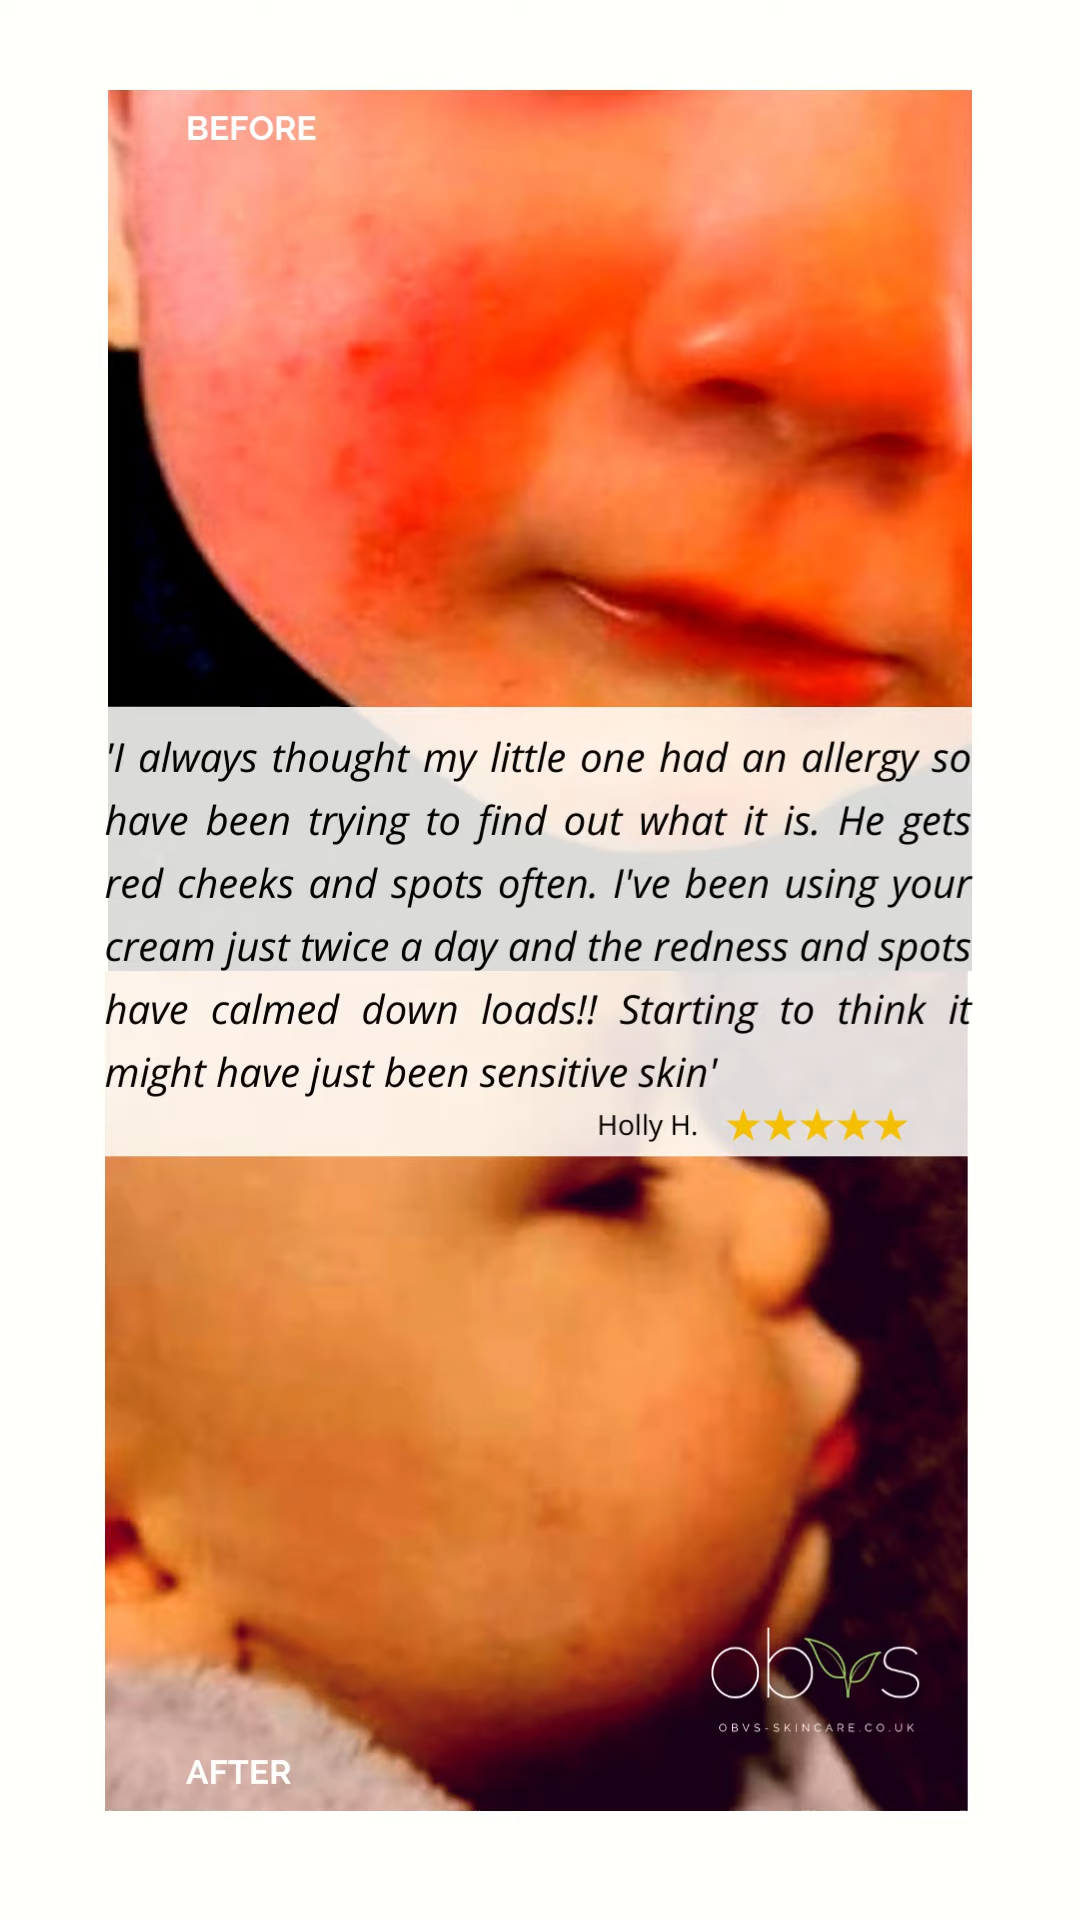 BEFORE
'I always thought my little one had an allergy so
have been trying to find out what it is. He gets
red cheeks and spots often. I've been using your
cream just twice a day and the redness and spots
have calmed down loads!! Starting to think it
might have just been sensitive skin'
Holly H. ★★★★★
obvs
OBVS-SKINCARE.CO.UK
AFTER